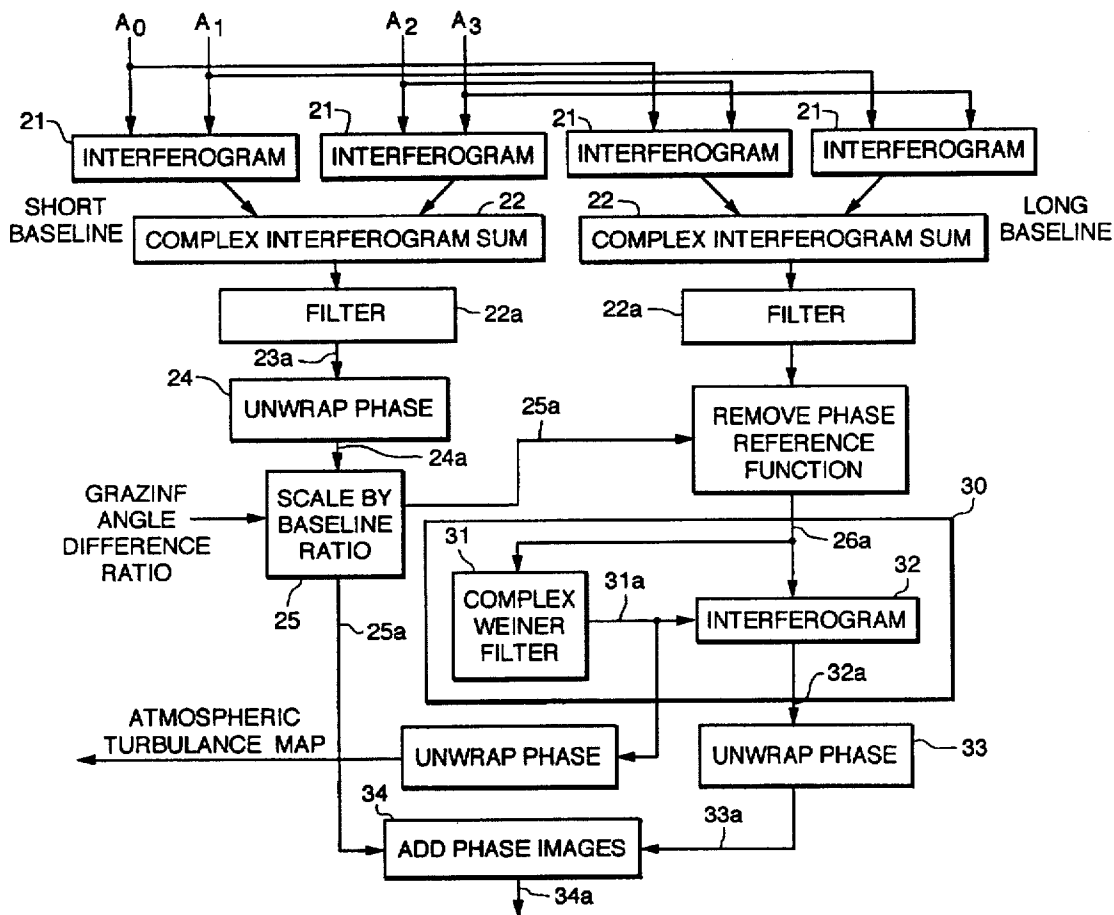 A0 A1 A2 A3
21 21 21 21
INTERFEROGRAM INTERFEROGRAM INTERFEROGRAM INTERFEROGRAM
SHORT
BASELINE
22
COMPLEX INTERFEROGRAM SUM
22
COMPLEX INTERFEROGRAM SUM
LONG
BASELINE
FILTER
22a
22a
FILTER
23a
24
UNWRAP PHASE
24a
25a
REMOVE PHASE
REFERENCE
FUNCTION
GRAZINF
ANGLE
DIFFERENCE
RATIO
SCALE BY
BASELINE
RATIO
25
25a
30
26a
31
COMPLEX
WEINER
FILTER
31a
32
INTERFEROGRAM
32a
ATMOSPHERIC
TURBULANCE MAP
UNWRAP PHASE
UNWRAP PHASE
33
33a
34
ADD PHASE IMAGES
34a